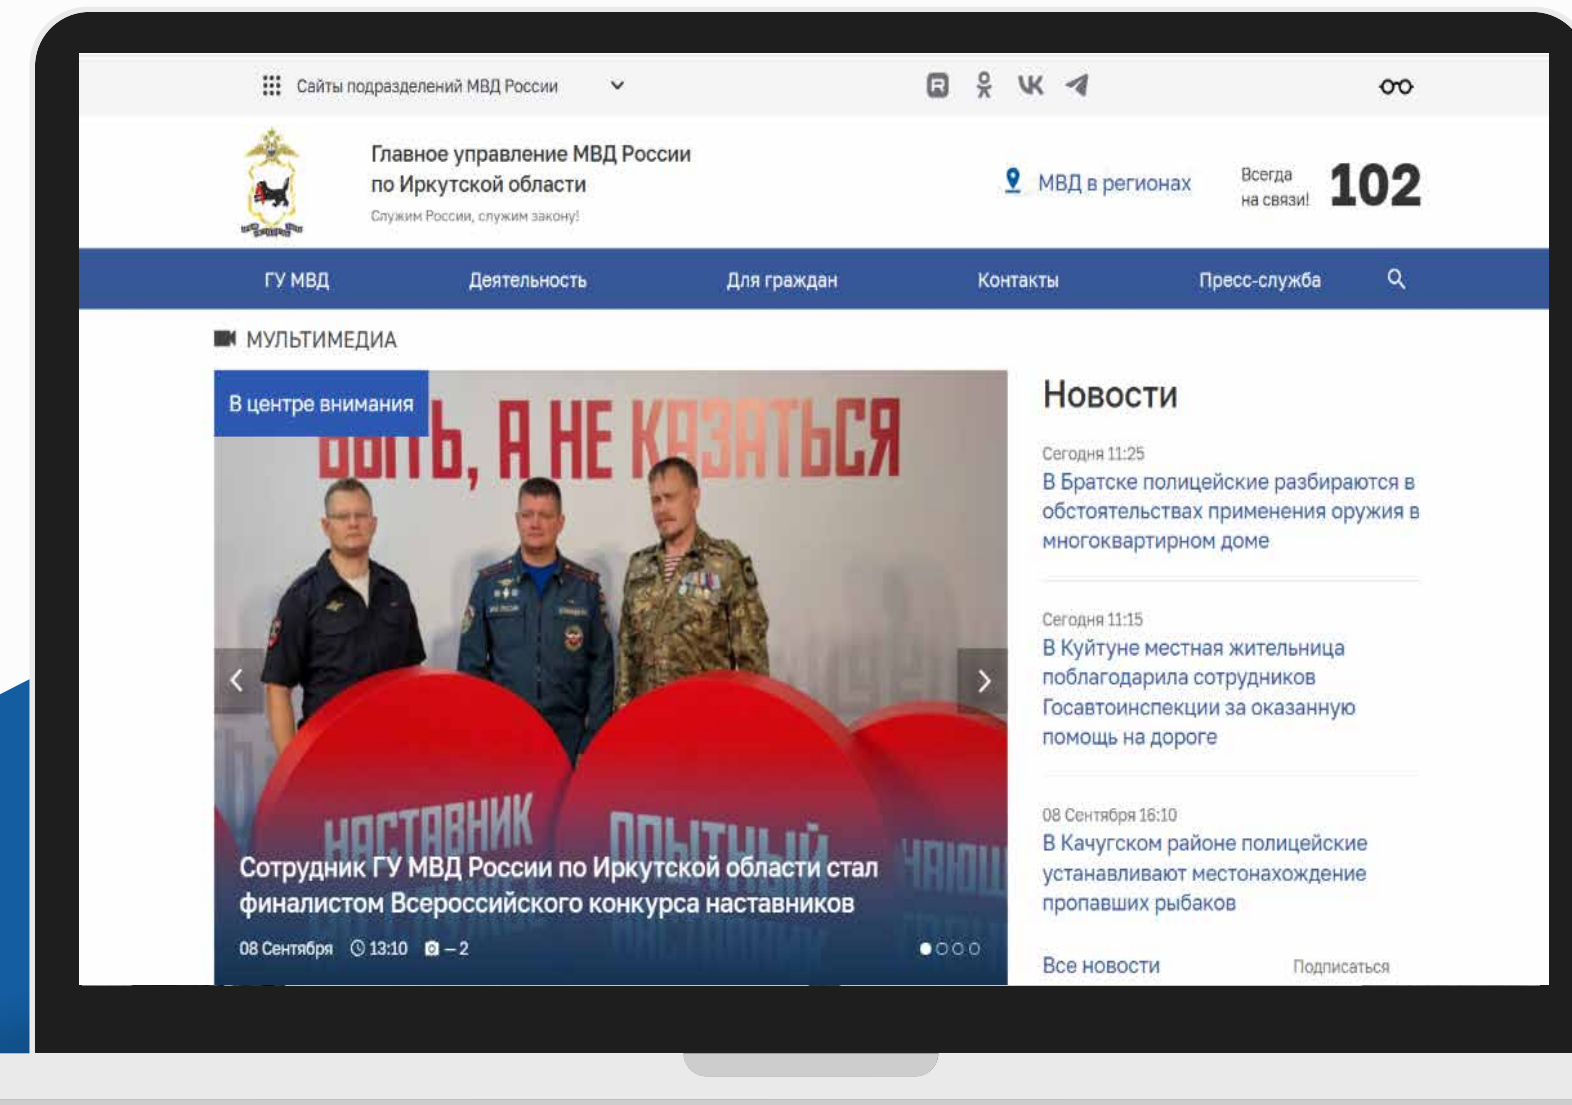 Сайты подразделений МВД России
Главное управление МВД России
по Иркутской области
Служим России, служим закону!
МВД в регионах
Всегда
на связи!
102
ГУ МВД
Деятельность
Для граждан
Контакты
Пресс-служба
МУЛЬТИМЕДИА
В центре внимания
БЫТЬ, А НЕ КАЗАТЬСЯ
НАСТАВНИК
ОПЫТНЫЙ
Сотрудник ГУ МВД России по Иркутской области стал
финалистом Всероссийского конкурса наставников
08 Сентября 13:10 – 2
Новости
Сегодня 11:25
В Братске полицейские разбираются в
обстоятельствах применения оружия в
многоквартирном доме
Сегодня 11:15
В Куйтуне местная жительница
поблагодарила сотрудников
Госавтоинспекции за оказанную
помощь на дороге
08 Сентября 16:10
В Качугском районе полицейские
устанавливают местонахождение
пропавших рыбаков
Все новости
Подписаться